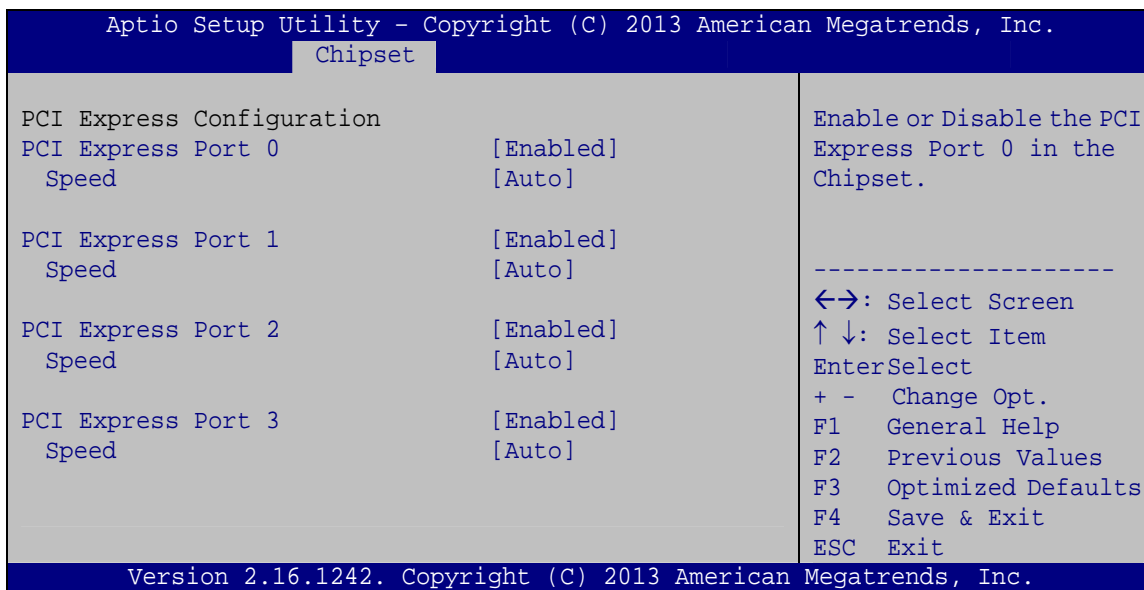 Aptio Setup Utility – Copyright (C) 2013 American Megatrends, Inc.
Chipset
PCI Express Configuration
PCI Express Port 0 [Enabled]
Speed [Auto]
PCI Express Port 1 [Enabled]
Speed [Auto]
PCI Express Port 2 [Enabled]
Speed [Auto]
PCI Express Port 3 [Enabled]
Speed [Auto]
Enable or Disable the PCI
Express Port 0 in the
Chipset.
---------------------
←→: Select Screen
↑ ↓: Select Item
EnterSelect
+ - Change Opt.
F1 General Help
F2 Previous Values
F3 Optimized Defaults
F4 Save & Exit
ESC Exit
Version 2.16.1242. Copyright (C) 2013 American Megatrends, Inc.